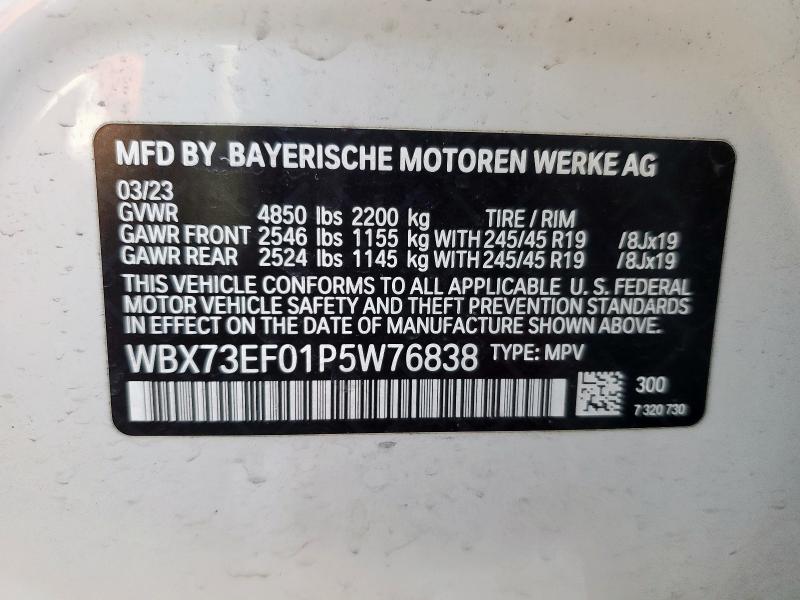 MFD BY BAYERISCHE MOTOREN WERKE AG
03/23
GVWR 4850 lbs 2200 kg TIRE / RIM
GAWR FRONT 2546 lbs 1155 kg WITH 245/45 R19 /8Jx19
GAWR REAR 2524 lbs 1145 kg WITH 245/45 R19 /8Jx19
THIS VEHICLE CONFORMS TO ALL APPLICABLE U. S. FEDERAL
MOTOR VEHICLE SAFETY AND THEFT PREVENTION STANDARDS
IN EFFECT ON THE DATE OF MANUFACTURE SHOWN ABOVE.
WBX73EF01P5W76838 TYPE: MPV
300
7 320 730